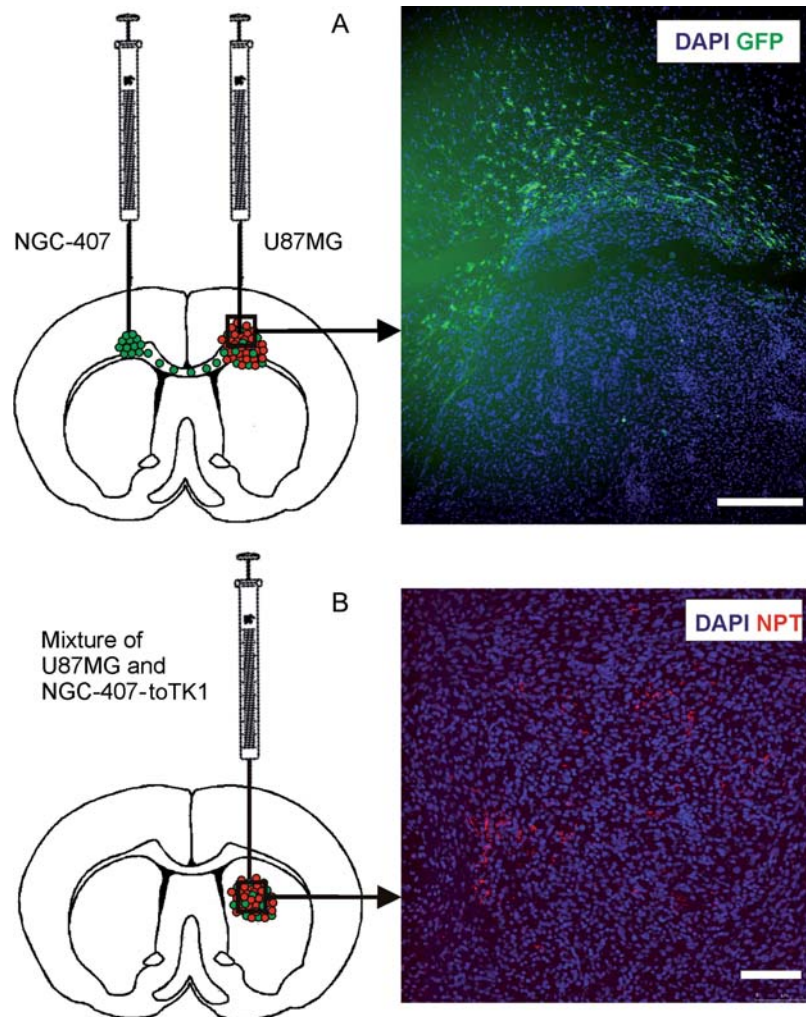 A
DAPI GFP
NGC-407
U87MG
B
DAPI NPT
Mixture of
U87MG and
NGC-407-toTK1